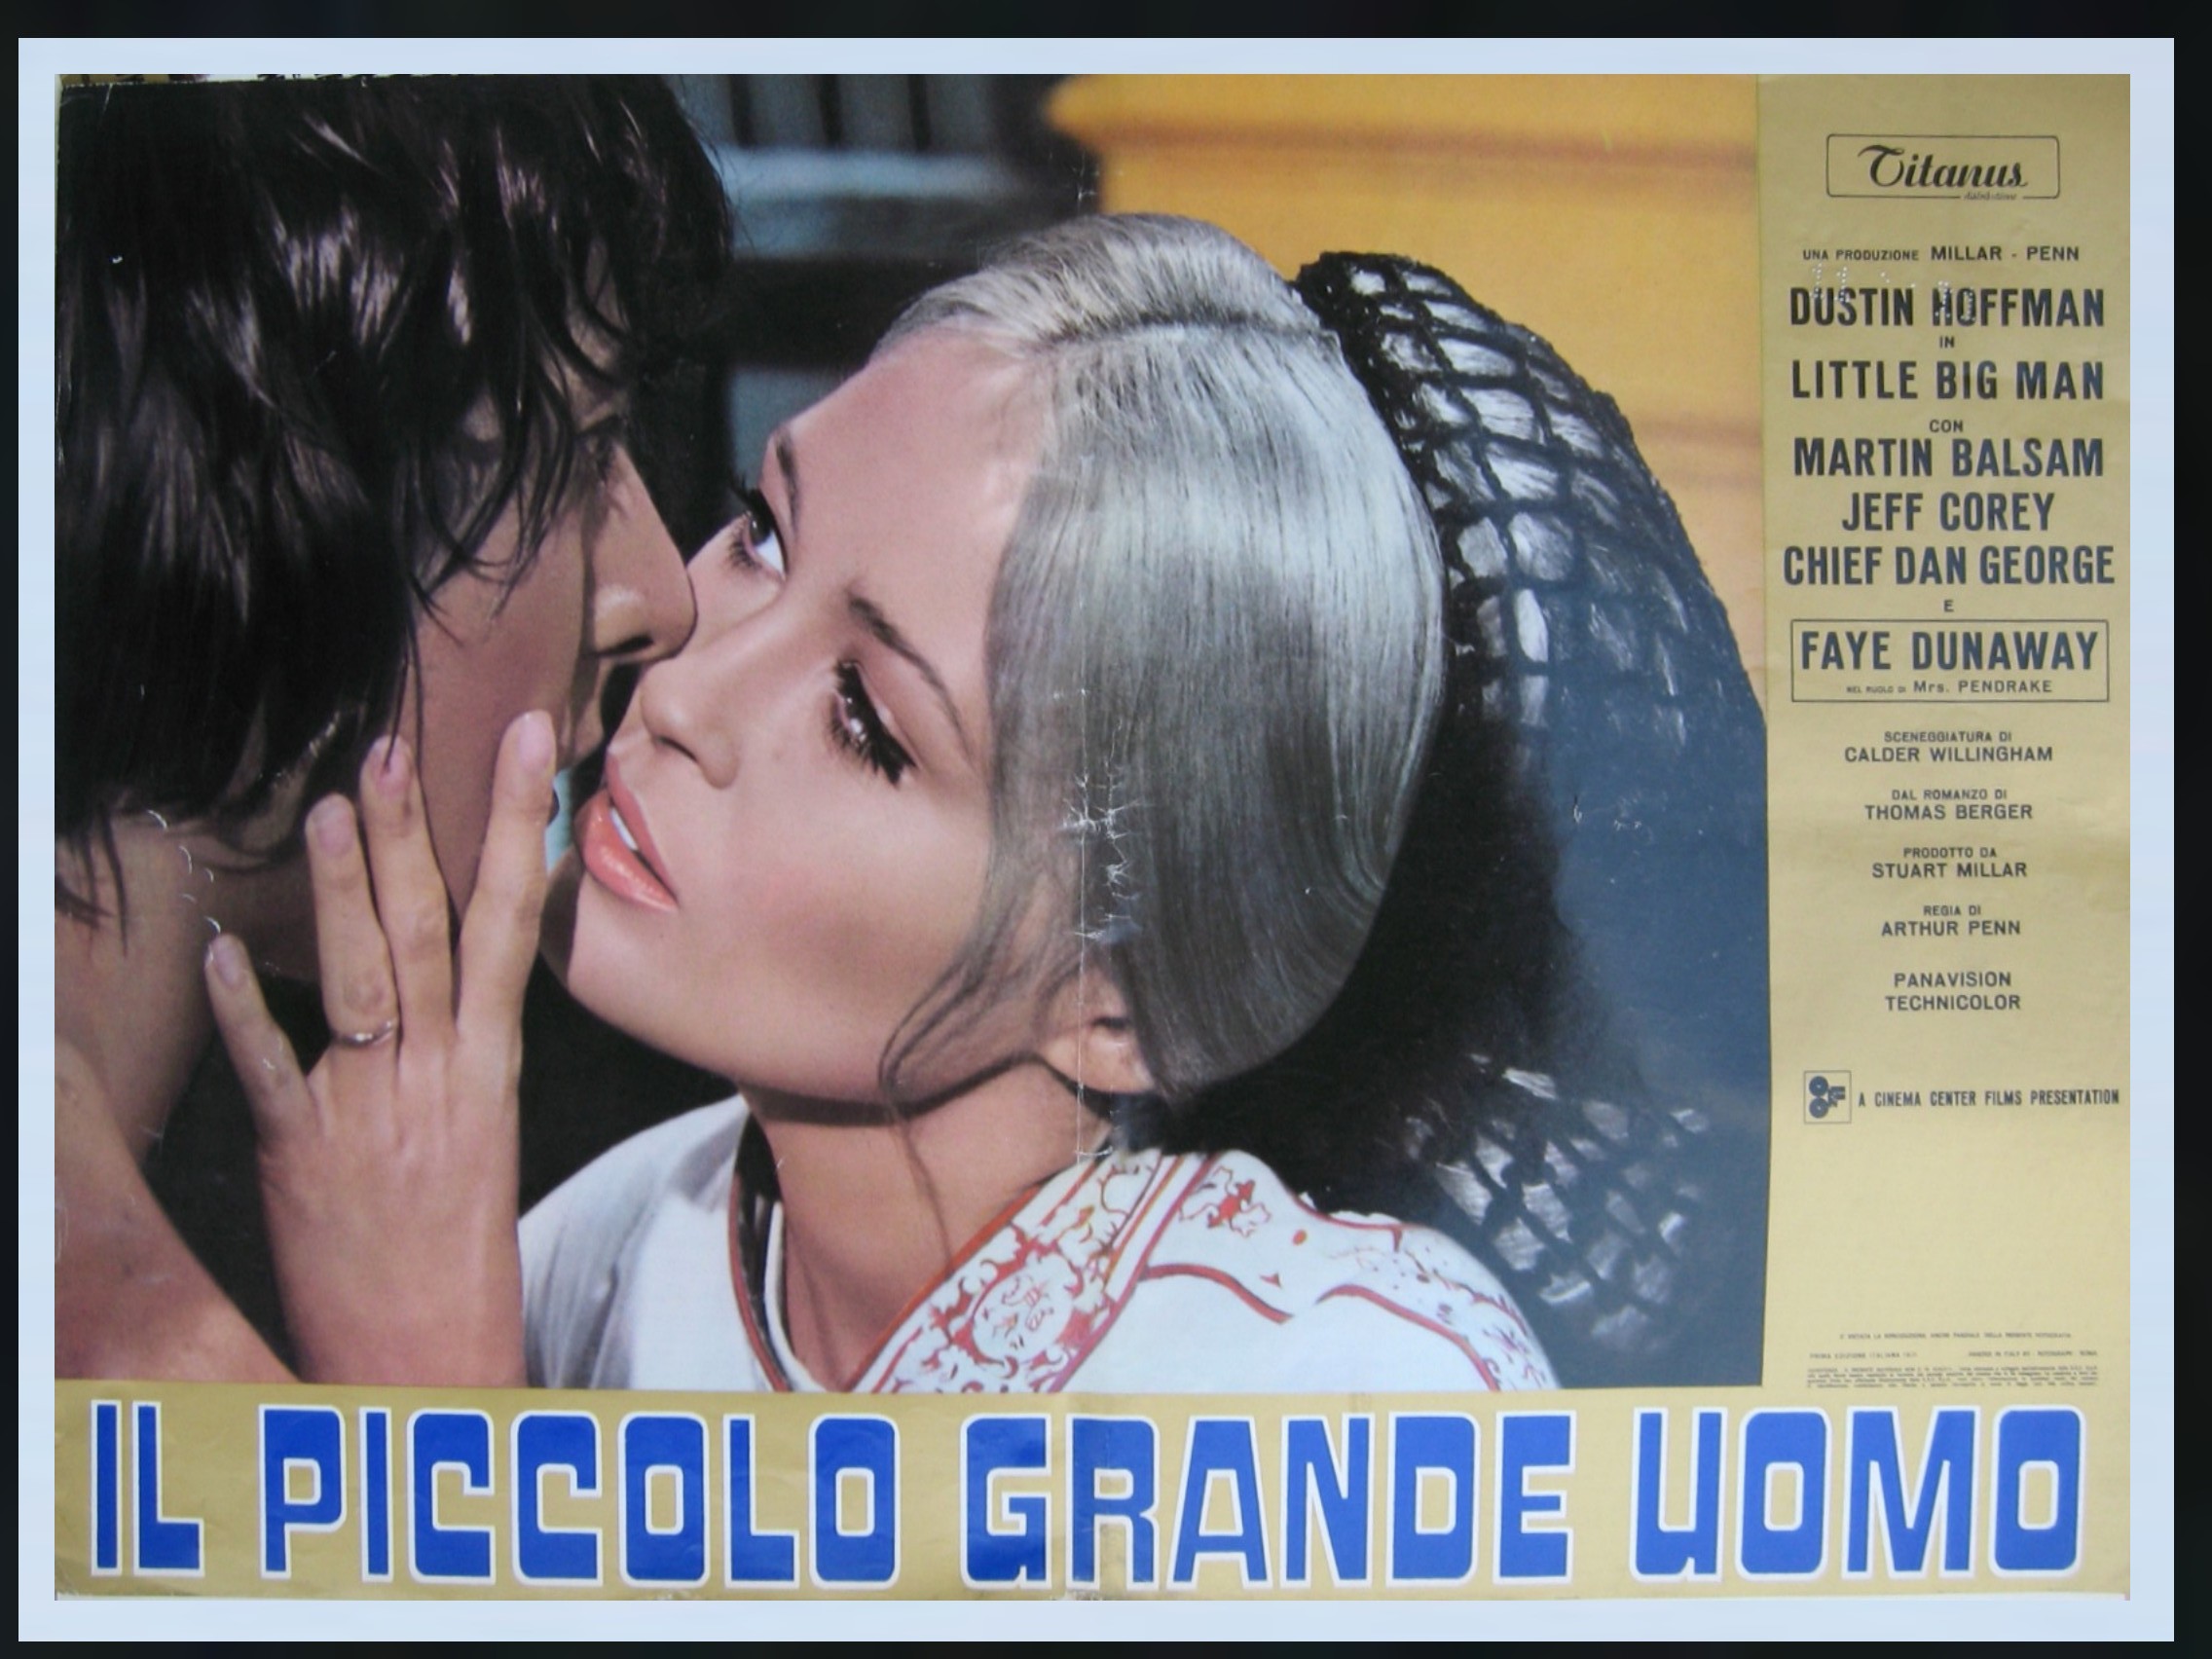 Titanus
UNA PRODUZIONE MILLAR - PENN
DUSTIN HOFFMAN
IN
LITTLE BIG MAN
CON
MARTIN BALSAM
JEFF COREY
CHIEF DAN GEORGE
E
FAYE DUNAWAY
NEL RUOLO DI Mrs. PENDRAKE
SCENEGGIATURA DI
CALDER WILLINGHAM
DAL ROMANZO DI
THOMAS BERGER
PRODOTTO DA
STUART MILLAR
REGIA DI
ARTHUR PENN
PANAVISION
TECHNICOLOR
A CINEMA CENTER FILMS PRESENTATION
IL PICCOLO GRANDE UOMO